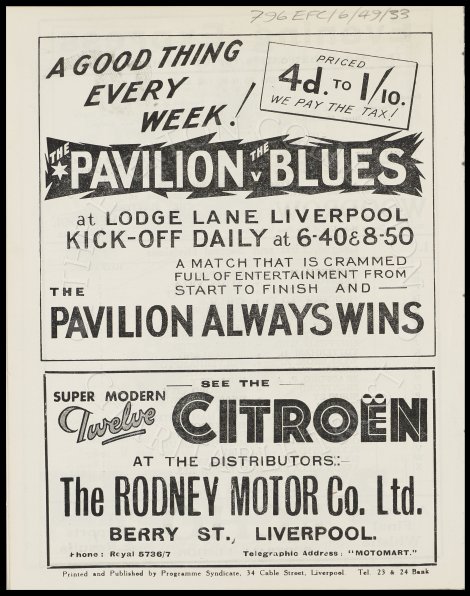 796 EFC/6/49/33
A GOOD THING
EVERY
WEEK!
PRICED
4d. TO 1/10.
WE PAY THE TAX!
THE PAVILION THE V BLUES
at LODGE LANE LIVERPOOL
KICK-OFF DAILY at 6-40 & 8-50
A MATCH THAT IS CRAMMED
FULL OF ENTERTAINMENT FROM
THE START TO FINISH AND —
PAVILION ALWAYS WINS
— SEE THE —
SUPER MODERN
Twelve CITROËN
AT THE DISTRIBUTORS:—
The RODNEY MOTOR Co. Ltd.
BERRY ST., LIVERPOOL.
Phone: Royal 5736/7 Telegraphic Address: "MOTOMART."
Printed and Published by Programme Syndicate, 34 Cable Street, Liverpool. Tel. 23 & 24 Bank